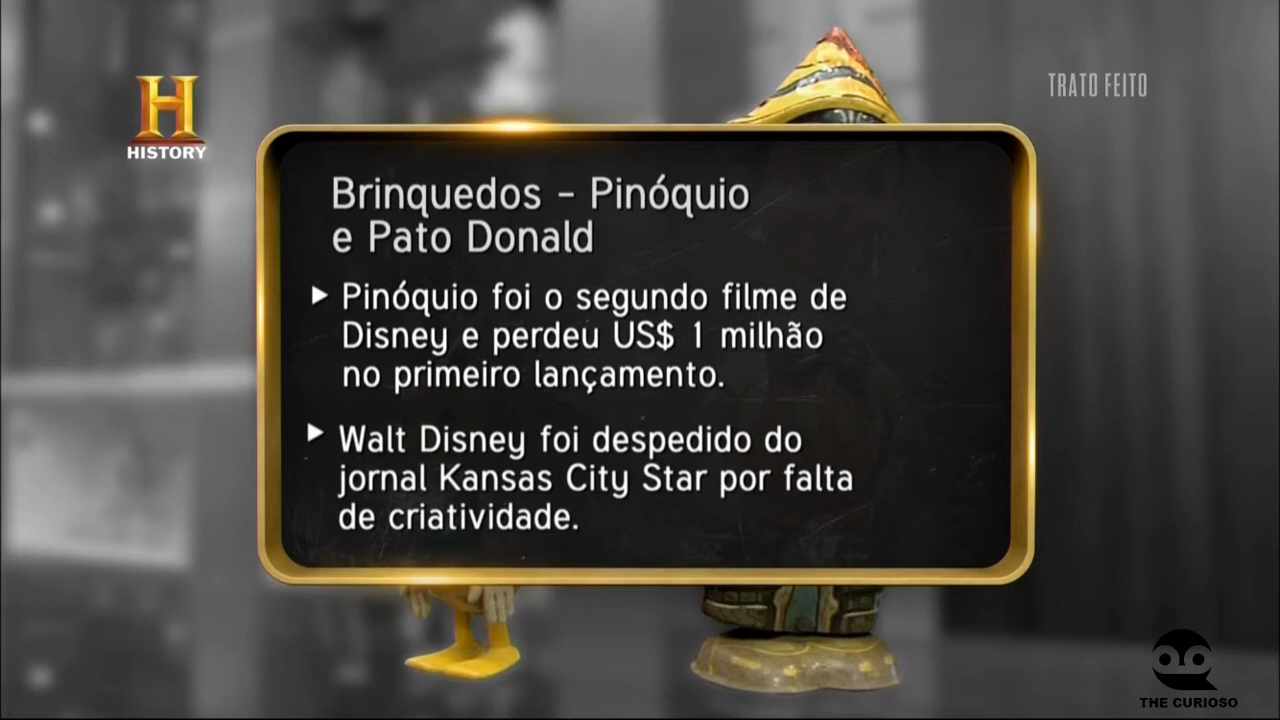 H
HISTORY
TRATO FEITO
Brinquedos - Pinóquio
e Pato Donald
Pinóquio foi o segundo filme de
Disney e perdeu US$ 1 milhão
no primeiro lançamento.
Walt Disney foi despedido do
jornal Kansas City Star por falta
de criatividade.
THE CURIOSO